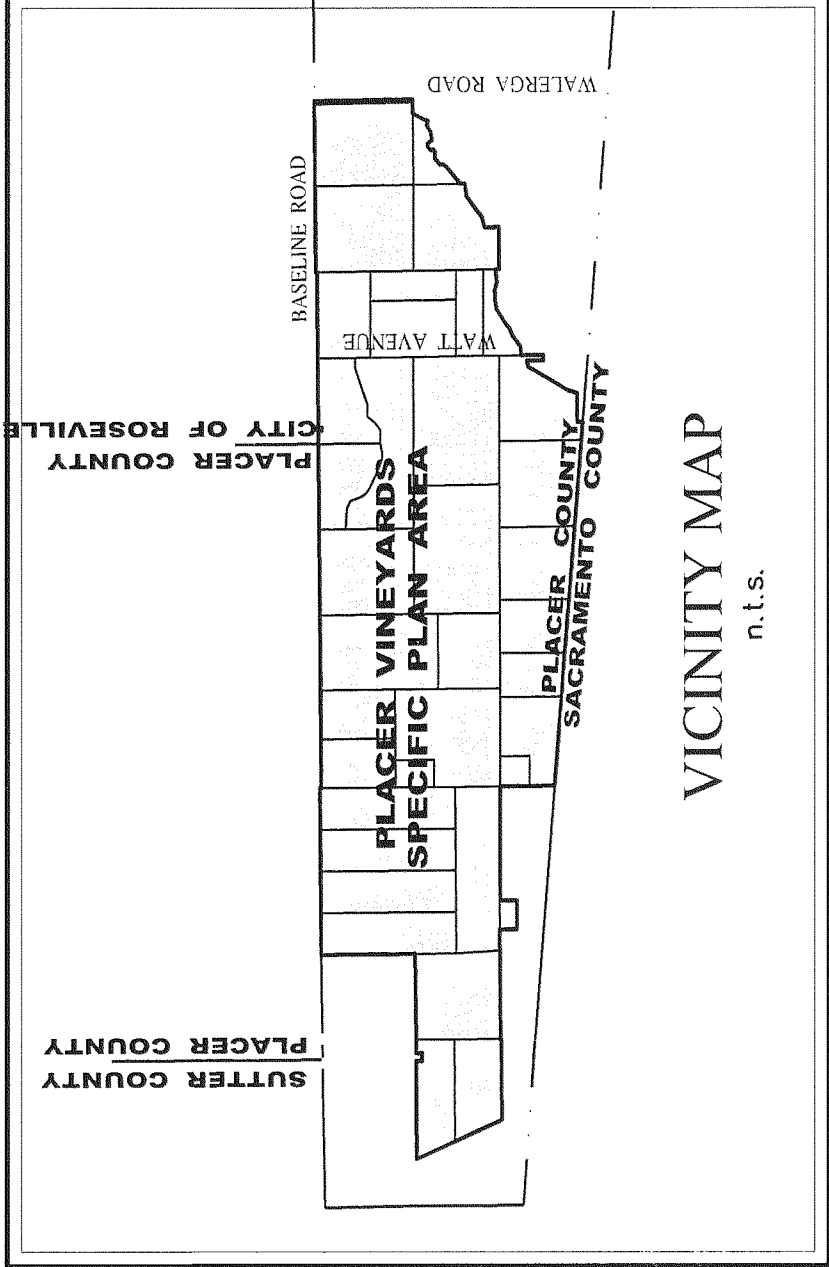 WALERGA ROAD
BASELINE ROAD
WATT AVENUE
CITY OF ROSEVILLE
PLACER COUNTY
PLACER VINEYARDS
SPECIFIC PLAN AREA
PLACER COUNTY
SACRAMENTO COUNTY
SUTTER COUNTY
PLACER COUNTY
VICINITY MAP
n.t.s.